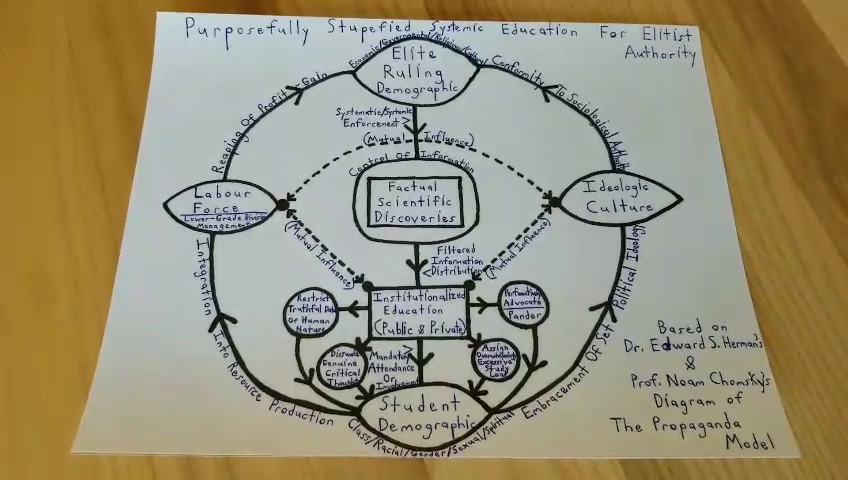 Purposefully Stupefied Systemic Education For Elitist
Authority
Economic/Governmental/Religious/Cultural
Elite
Ruling
Demographic
Reaping Of Profit Gain
Conformity To Sociological Authority
Systematic/Systemic
Enforcement>
(Mutual Influence)
Control Of Information
Factual
Scientific
Discoveries
Labour
Force
Lower-Grade
Management
Ideologic
Culture
(Mutual Influence)
(Mutual Influence)
Filtered
Information
<Distribution
Institutionalized
Education
(Public & Private)
Restrict
Truthful Data
Of Human
Nature
Advocate
Pander
Dissuade
Genuine
Critical
Thought
Mandatory>
Attendance
Or
Involvement
Assign
Overwhelmingly
Excessive
Study
Load
Student
Demographic
Class/Racial/Gender/Sexual/Spiritual
Integration Into Resource Production
Embracement Of Set Political Ideology
Based on
Dr. Edward S. Herman's
&
Prof. Noam Chomsky's
Diagram of
The Propaganda
Model